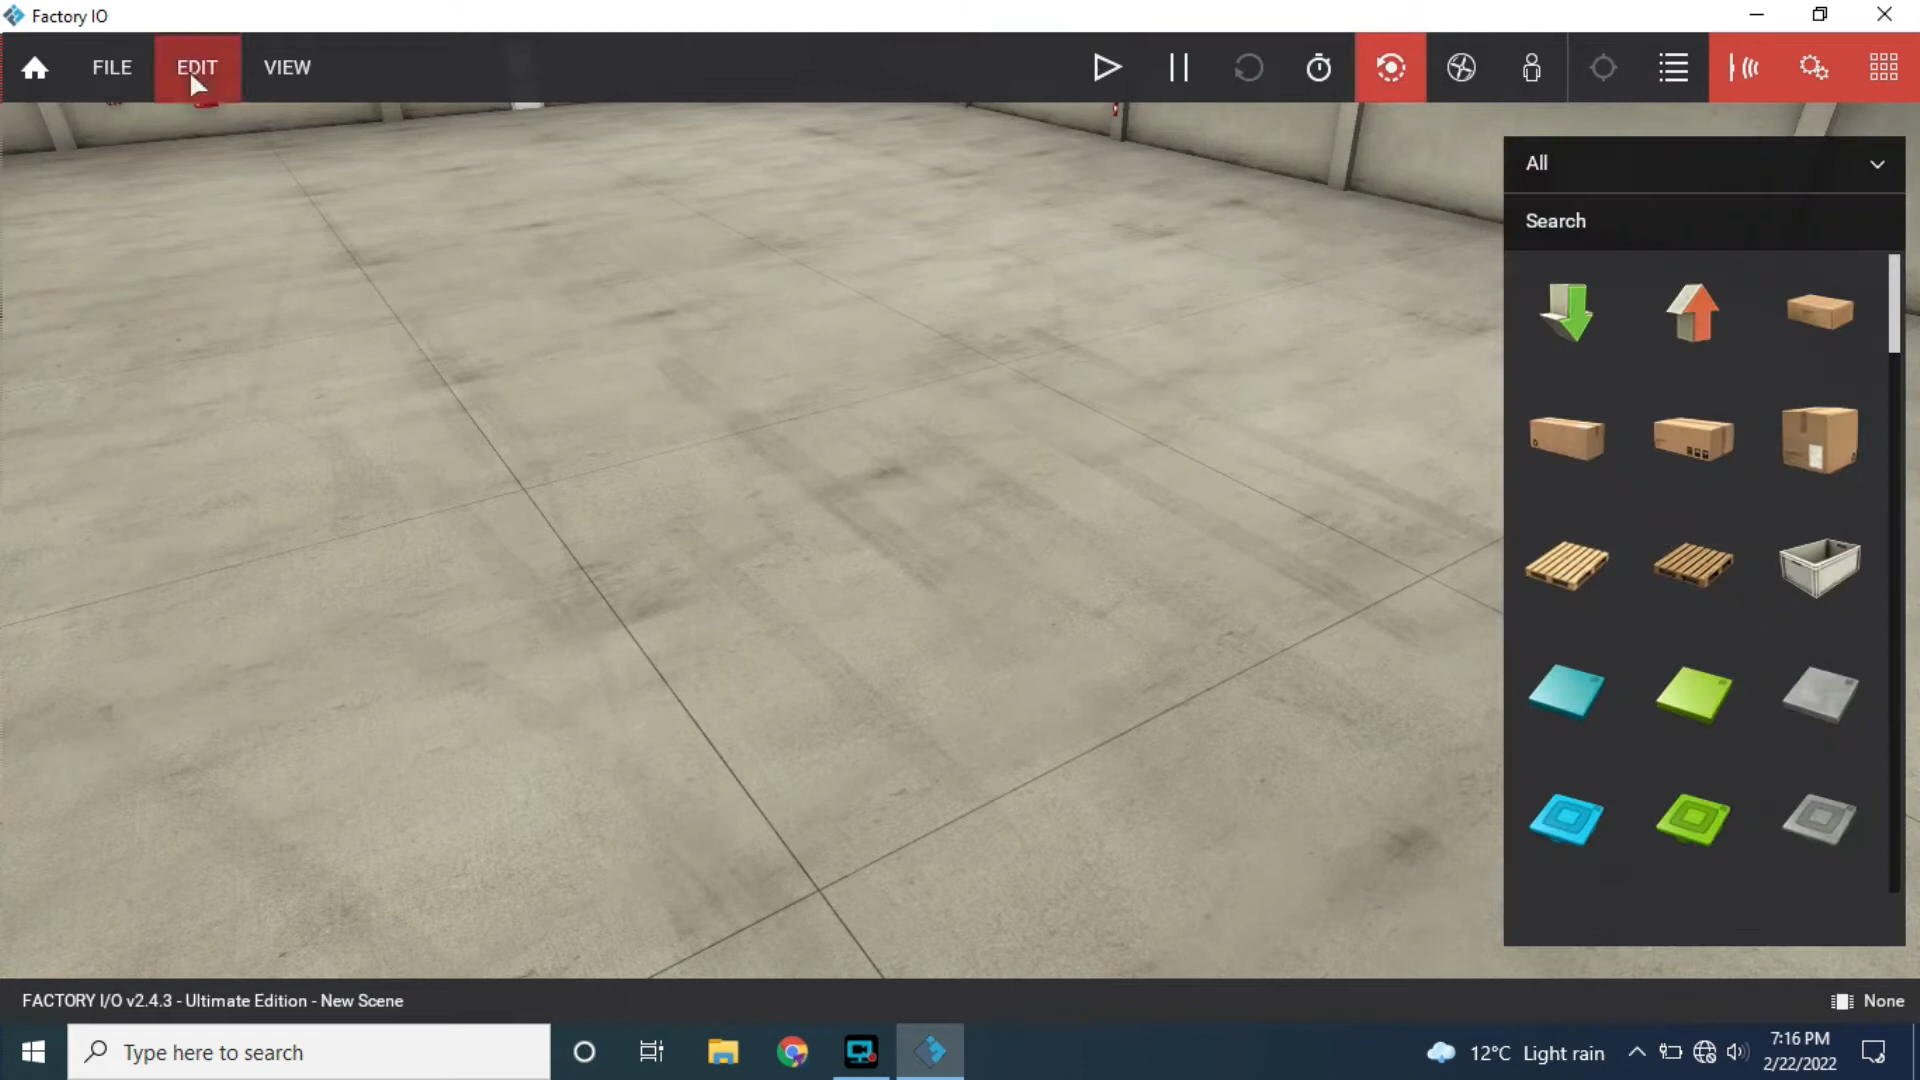 Factory IO
FILE
EDIT
VIEW
All
Search
FACTORY I/O v2.4.3 - Ultimate Edition - New Scene
None
Type here to search
12°C Light rain
7:16 PM
2/22/2022